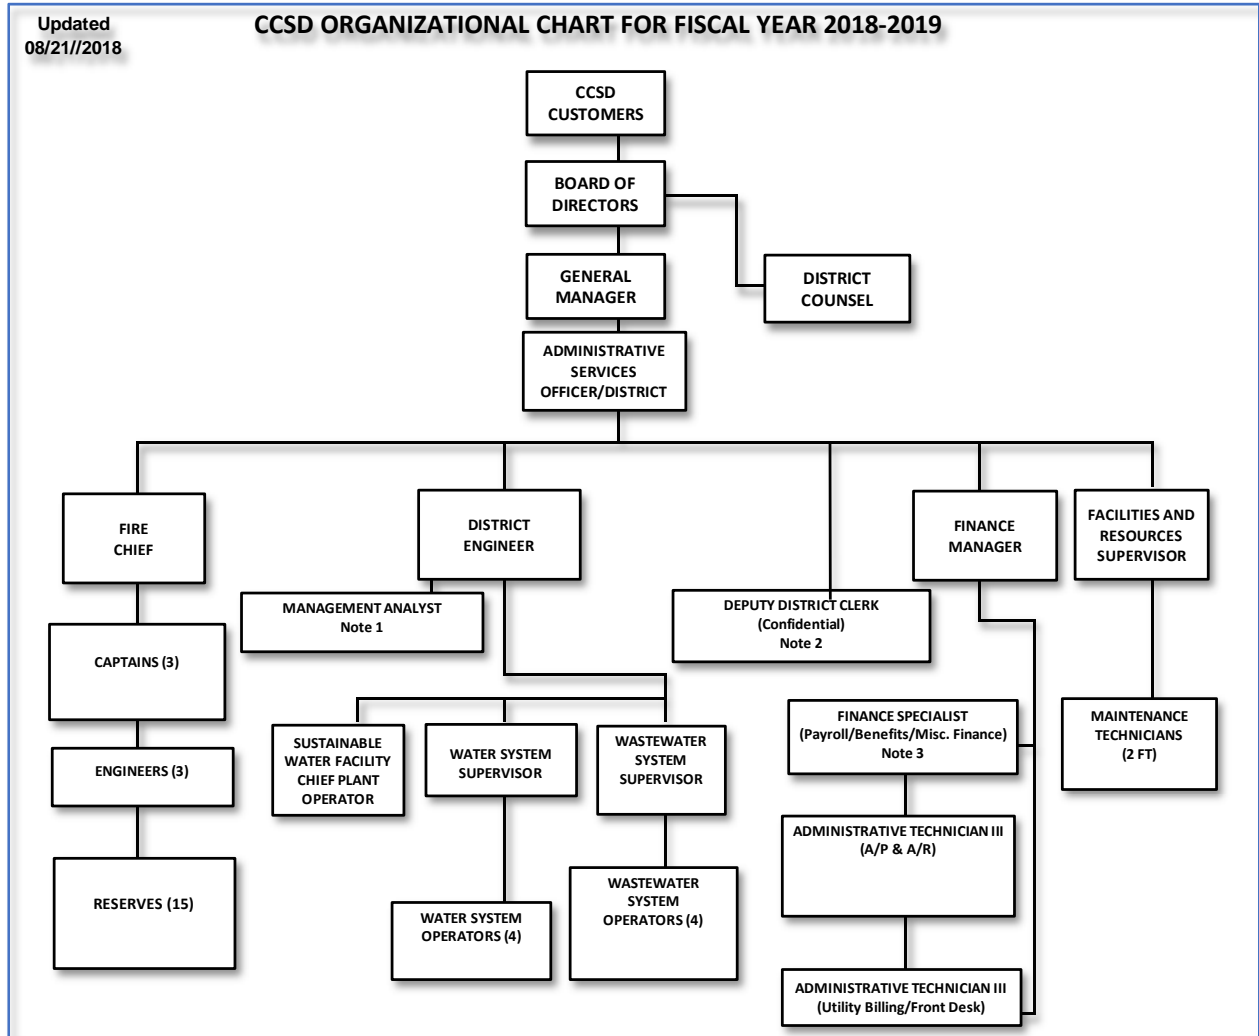 Updated
08/21//2018
CCSD ORGANIZATIONAL CHART FOR FISCAL YEAR 2018-2019
CCSD
CUSTOMERS
BOARD OF
DIRECTORS
GENERAL
MANAGER
DISTRICT
COUNSEL
ADMINISTRATIVE
SERVICES
OFFICER/DISTRICT
FIRE
CHIEF
DISTRICT
ENGINEER
FINANCE
MANAGER
FACILITIES AND
RESOURCES
SUPERVISOR
MANAGEMENT ANALYST
Note 1
DEPUTY DISTRICT CLERK
(Confidential)
Note 2
CAPTAINS (3)
FINANCE SPECIALIST
(Payroll/Benefits/Misc. Finance)
Note 3
MAINTENANCE
TECHNICIANS
(2 FT)
ENGINEERS (3)
SUSTAINABLE
WATER FACILITY
CHIEF PLANT
OPERATOR
WATER SYSTEM
SUPERVISOR
WASTEWATER
SYSTEM
SUPERVISOR
ADMINISTRATIVE TECHNICIAN III
(A/P & A/R)
RESERVES (15)
WATER SYSTEM
OPERATORS (4)
WASTEWATER
SYSTEM
OPERATORS (4)
ADMINISTRATIVE TECHNICIAN III
(Utility Billing/Front Desk)